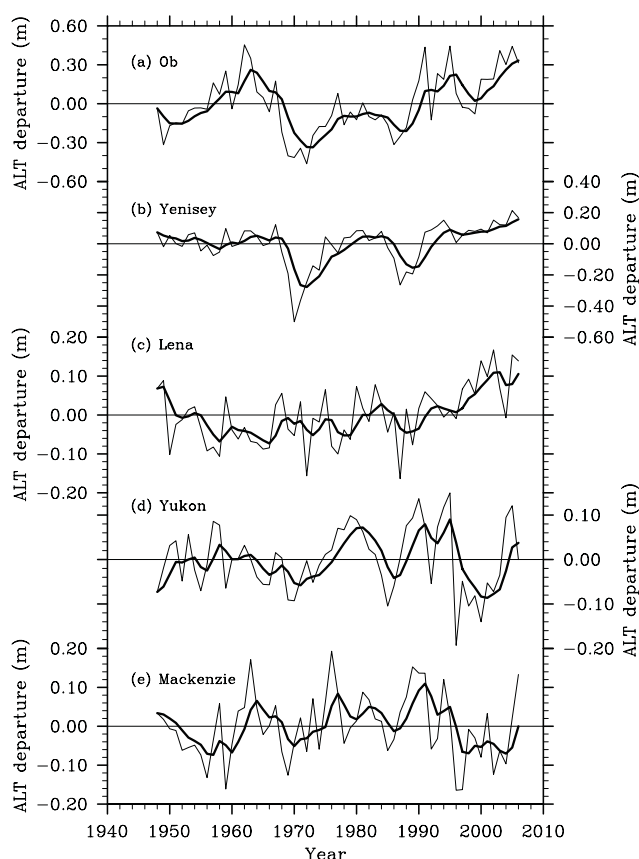 0.60
0.30
0.00
−0.30
−0.60
ALT departure (m)
(a) Ob
0.40
0.20
0.00
−0.20
−0.40
−0.60
ALT departure (m)
(b) Yenisey
0.20
0.10
0.00
−0.10
−0.20
ALT departure (m)
(c) Lena
0.10
0.00
−0.10
−0.20
ALT departure (m)
(d) Yukon
0.20
0.10
0.00
−0.10
−0.20
ALT departure (m)
(e) Mackenzie
1940 1950 1960 1970 1980 1990 2000 2010
Year